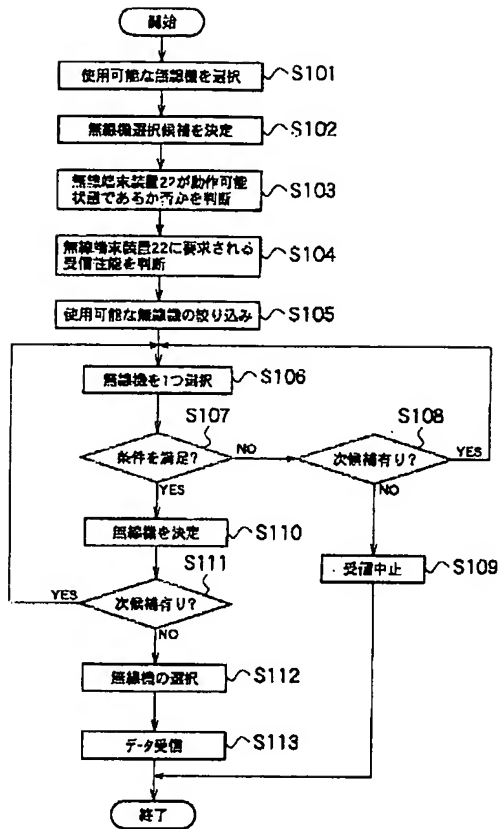 開始
使用可能な無線機を選択 S101
無線機選択候補を決定 S102
無線端末装置22が動作可能
状態であるか否かを判断 S103
無線端末装置22に要求される
受信性能を判断 S104
使用可能な無線機の絞り込み S105
無線機を1つ選択 S106
S107
条件を満足?
NO
YES
S108
次候補有り?
YES
NO
無線機を決定 S110
受信中止 S109
S111
次候補有り?
YES
NO
無線機の選択 S112
データ受信 S113
終了